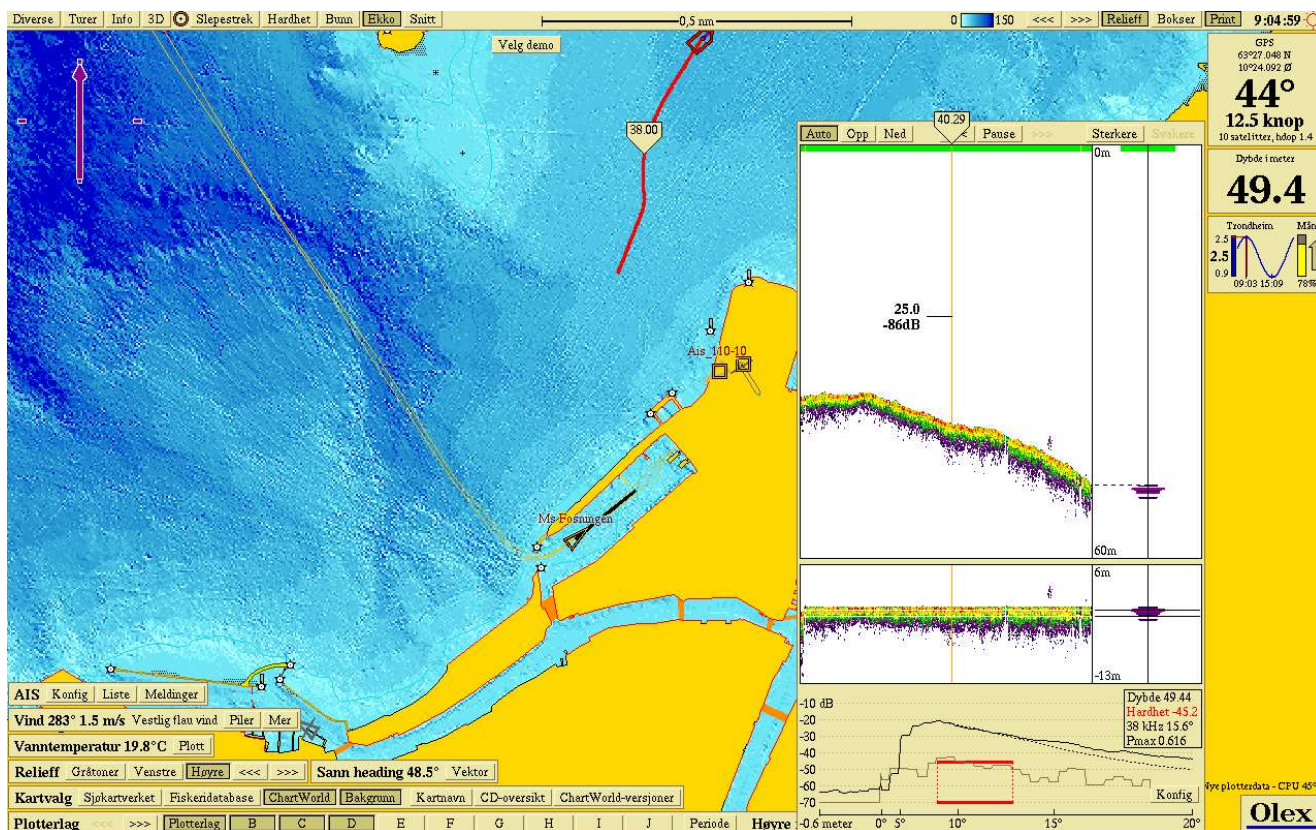 Diverse Turer Info 3D Slepestrek Hardhet Bunn Ekko Snitt 0,5 nm 0 150 <<< >>> Relieff Bokser Print 9:04:59
Velg demo
GPS
63°27.048 N
10°24.092 Ø
44°
12.5 knop
10 satelitter, hdop 1.4
Dybde i meter
49.4
Trondheim Mån
2.5
2.5
0.9
09:03 15:09 78%
38.00
40.29
Auto Opp Ned < Pause >>> Sterkere Svakere
0m
25.0
-86dB
60m
6m
-13m
Ais_110-10
Ms Fosningen
-10 dB
-20
-30
-40
-50
-60
-70
-0.6 meter 0° 5° 10° 15° 20°
Dybde 49.44
Hardhet -45.2
38 kHz 15.6°
Pmax 0.616
Konfig
AIS Konfig Liste Meldinger
Vind 283° 1.5 m/s Vestlig flau vind Piler Mer
Vanntemperatur 19.8°C Plott
Relieff Gråtoner Venstre Høyre <<< >>> Sann heading 48.5° Vektor
Kartvalg Sjøkartverket Fiskeridatabase ChartWorld Bakgrunn Kartnavn CD-oversikt ChartWorld-versjoner
Plotterlag <<< >>> Plotterlag B C D E F G H I J Periode Høyre
Nye plotterdata - CPU 45°
Olex